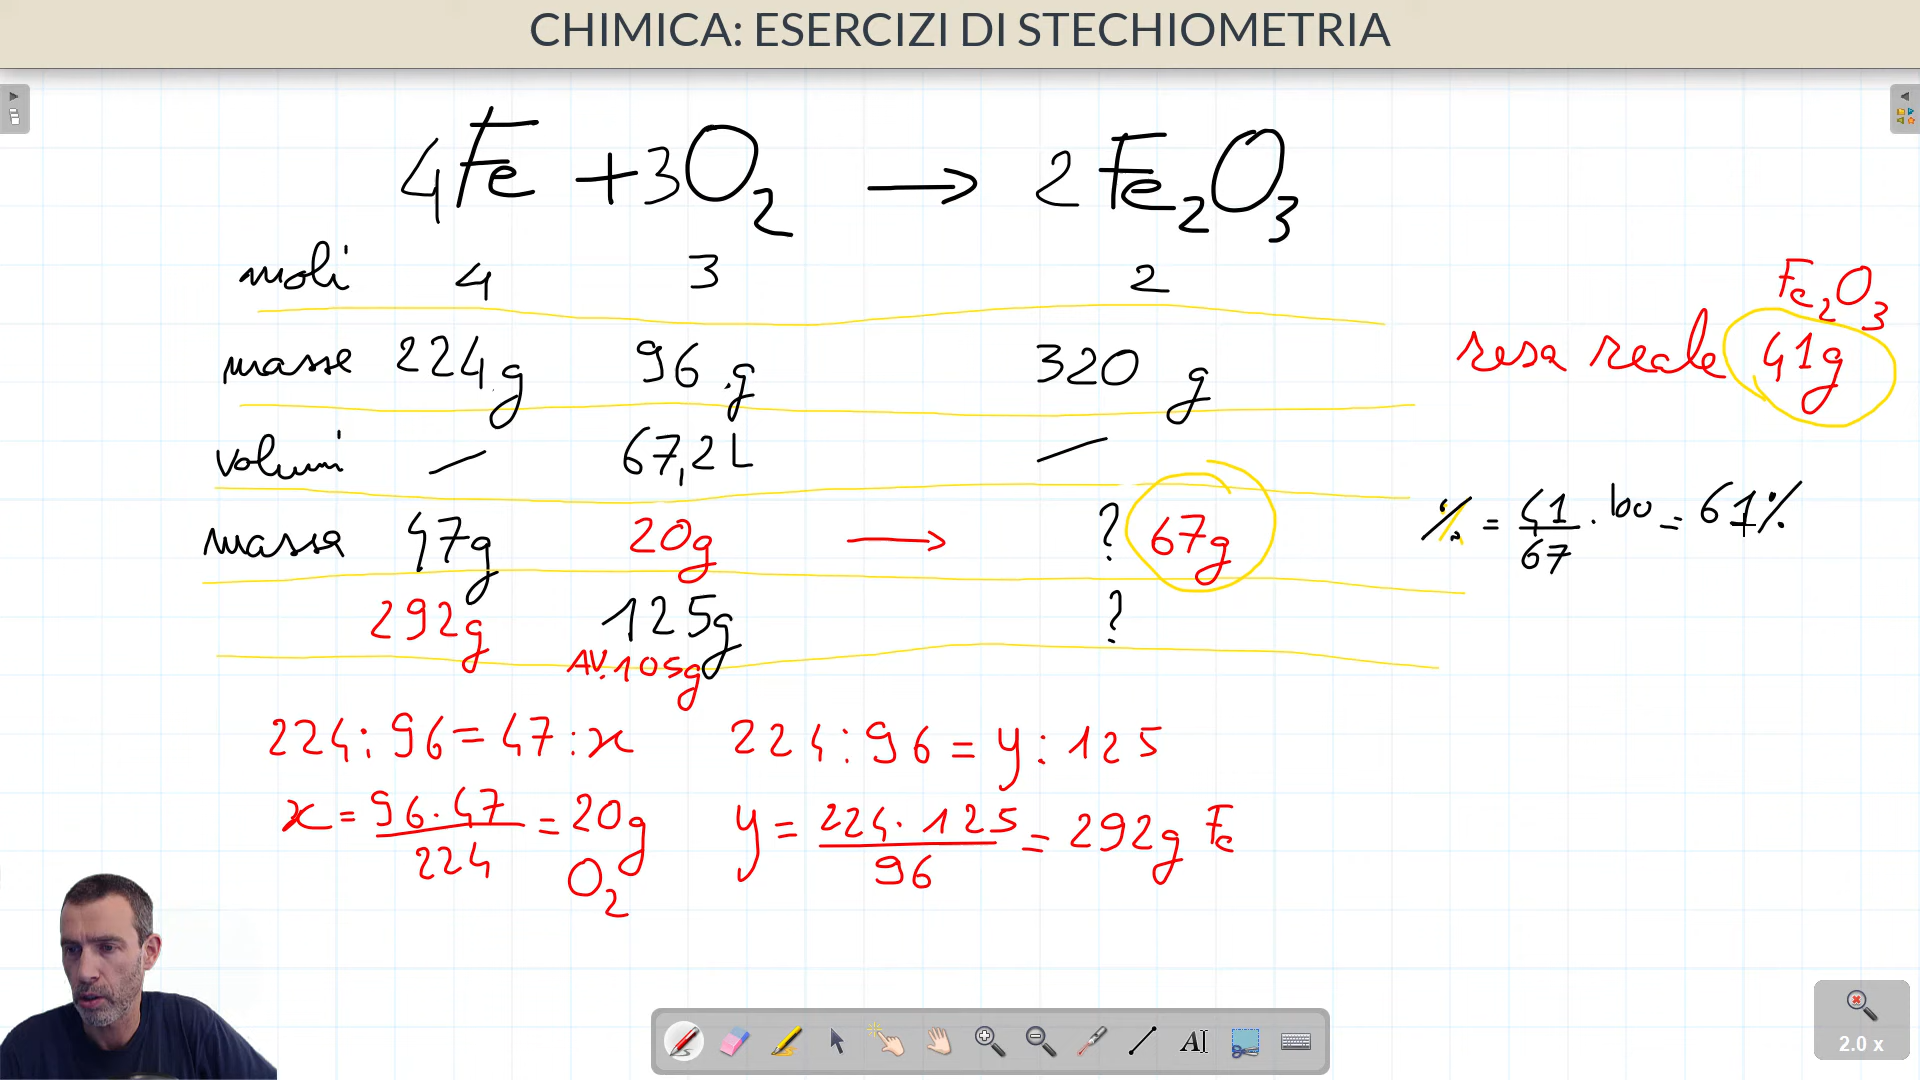 CHIMICA: ESERCIZI DI STECHIOMETRIA
4Fe + 3O₂ → 2Fe₂O₃
moli 4 3 2
Fe₂O₃
masse 224g 96g 320 g
resa reale 41g
volumi / 67,2 L /
massa 47g 20g → ? 67g
% = 41/67 · 100 = 61%
292g 125g ?
AV. 105g
224 : 96 = 47 : x
224 : 96 = y : 125
x = 96 · 47 / 224 = 20g O₂
y = 224 · 125 / 96 = 292g Fe
AI
2.0 x